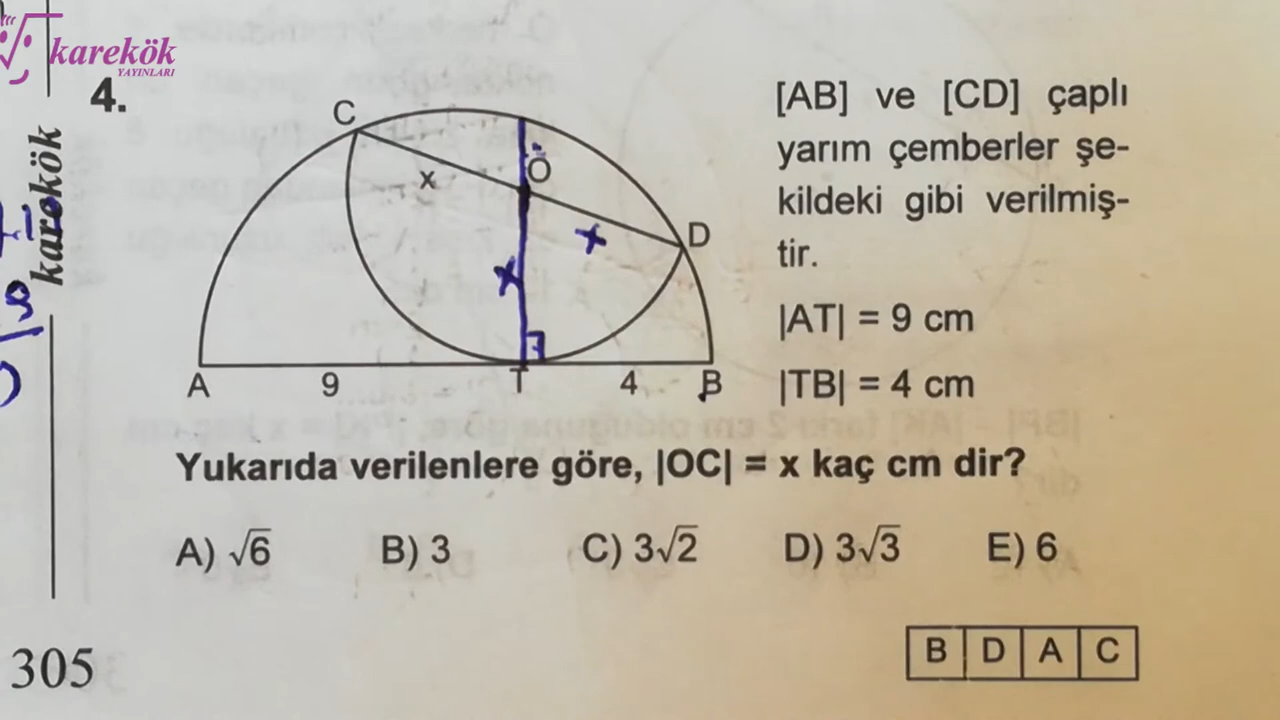 karekök
YAYINLARI
karekök
4.
C
O
x
x
x
D
A
9
T
4
B
[AB] ve [CD] çaplı
yarım çemberler şe-
kildeki gibi verilmiş-
tir.
|AT| = 9 cm
|TB| = 4 cm
Yukarıda verilenlere göre, |OC| = x kaç cm dir?
A) √6 B) 3 C) 3√2 D) 3√3 E) 6
305
B D A C